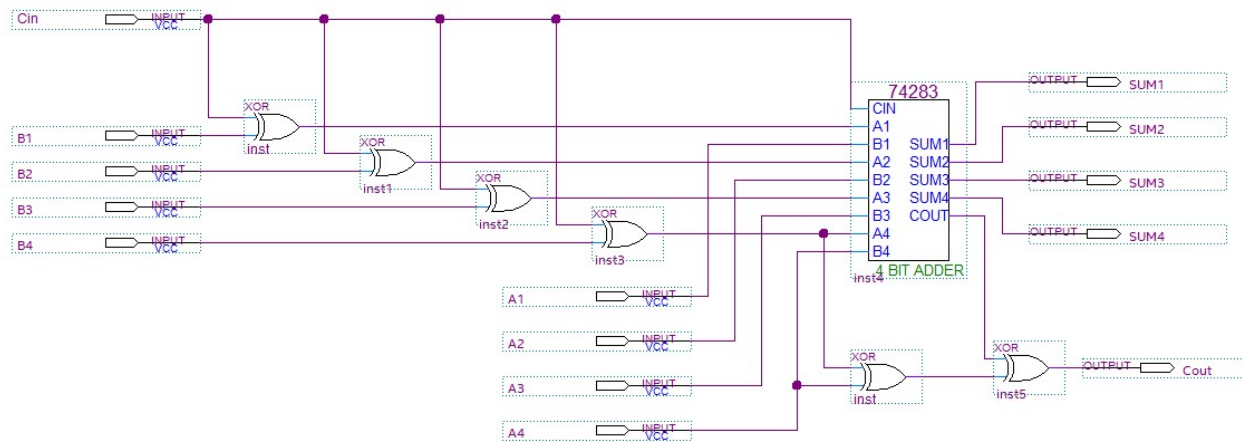 Cin INPUT VCC
XOR
inst
B1 INPUT VCC
XOR
inst1
B2 INPUT VCC
XOR
inst2
B3 INPUT VCC
XOR
inst3
B4 INPUT VCC
74283
CIN
A1
B1 SUM1
A2 SUM2
B2 SUM3
A3 SUM4
B3 COUT
A4
B4
4 BIT ADDER
inst4
OUTPUT SUM1
OUTPUT SUM2
OUTPUT SUM3
OUTPUT SUM4
A1 INPUT VCC
A2 INPUT VCC
A3 INPUT VCC
A4 INPUT VCC
XOR
inst
XOR
inst5
OUTPUT Cout